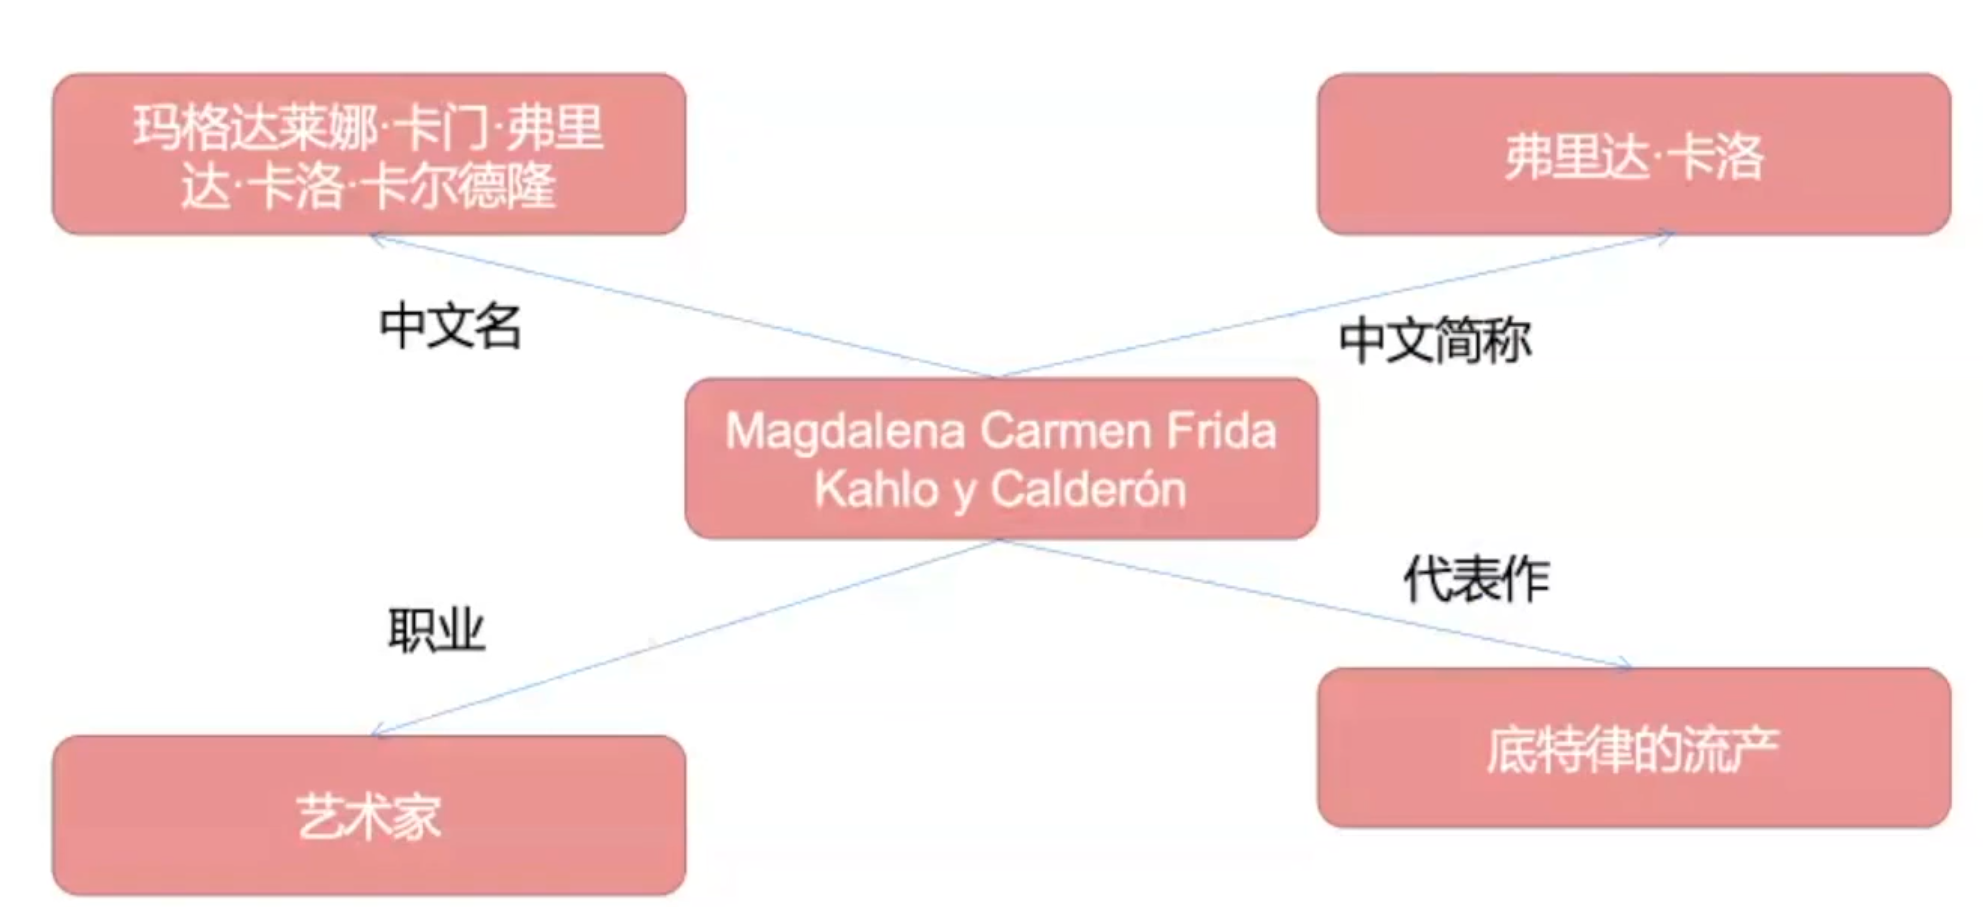 玛格达莱娜·卡门·弗里
达·卡洛·卡尔德隆
弗里达·卡洛
中文名
中文简称
Magdalena Carmen Frida
Kahlo y Calderón
代表作
职业
底特律的流产
艺术家